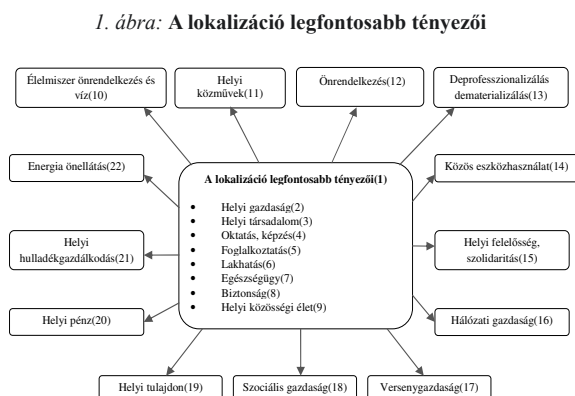 1. ábra: A lokalizáció legfontosabb tényezői
Élelmiszer önrendelkezés és
víz(10)
Helyi
közművek(11)
Önrendelkezés(12)
Deprofesszionalizálás
dematerializálás(13)
Energia önellátás(22)
A lokalizáció legfontosabb tényezői(1)
• Helyi gazdaság(2)
• Helyi társadalom(3)
• Oktatás, képzés(4)
• Foglalkoztatás(5)
• Lakhatás(6)
• Egészségügy(7)
• Biztonság(8)
• Helyi közösségi élet(9)
Közös eszközhasználat(14)
Helyi
hulladékgazdálkodás(21)
Helyi felelősség,
szolidaritás(15)
Helyi pénz(20)
Hálózati gazdaság(16)
Helyi tulajdon(19)
Szociális gazdaság(18)
Versenygazdaság(17)